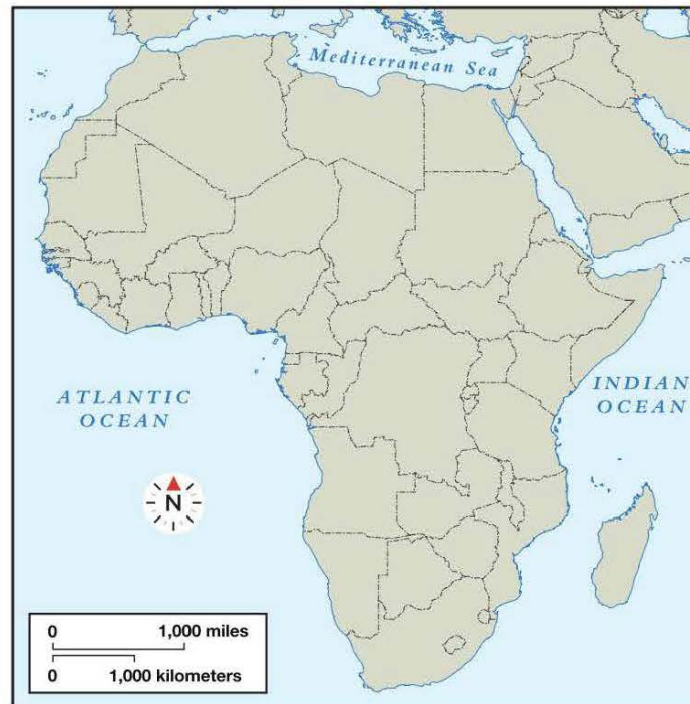 Mediterranean Sea
ATLANTIC
OCEAN
INDIAN
OCEAN
N
0 1,000 miles
0 1,000 kilometers